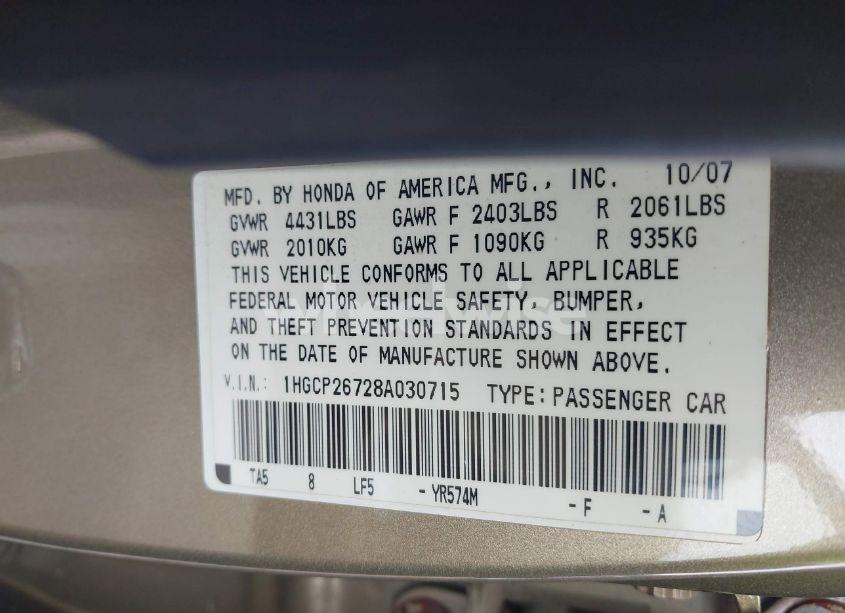 MFD. BY HONDA OF AMERICA MFG., INC. 10/07
GVWR 4431LBS GAWR F 2403LBS R 2061LBS
GVWR 2010KG GAWR F 1090KG R 935KG
THIS VEHICLE CONFORMS TO ALL APPLICABLE
FEDERAL MOTOR VEHICLE SAFETY, BUMPER,
AND THEFT PREVENTION STANDARDS IN EFFECT
ON THE DATE OF MANUFACTURE SHOWN ABOVE.
V.I.N.: 1HGCP26728A030715 TYPE: PASSENGER CAR
TA5 8 LF5 - YR574M - F - A